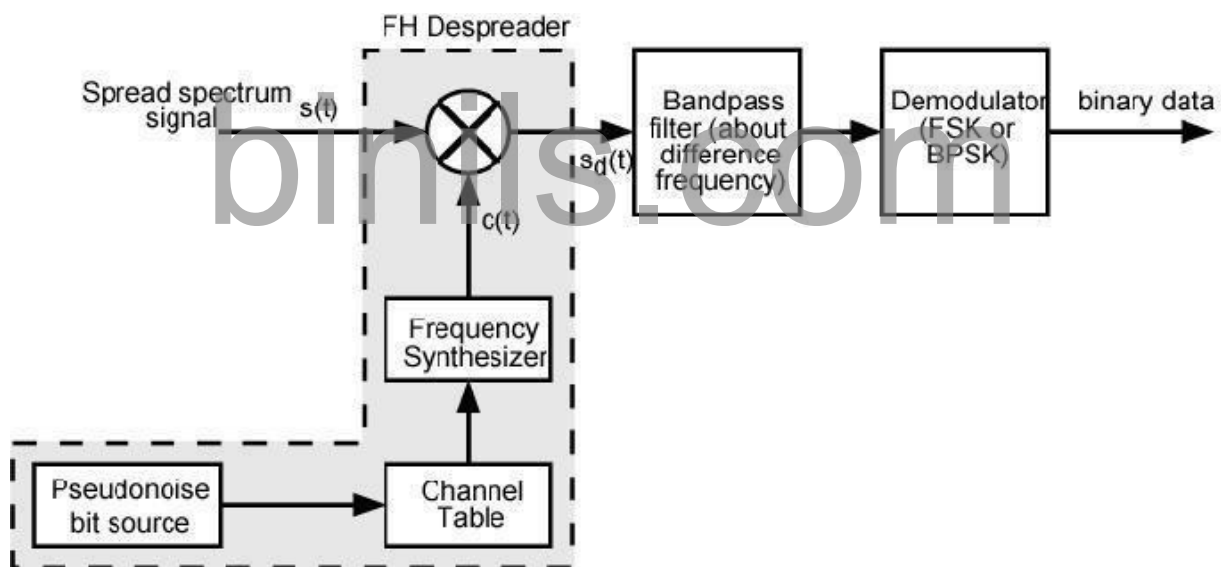 FH Despreader
Spread spectrum
signal
s(t)
s_d(t)
Bandpass
filter (about
difference
frequency)
Demodulator
(FSK or
BPSK)
binary data
c(t)
Frequency
Synthesizer
Pseudonoise
bit source
Channel
Table
binils.com